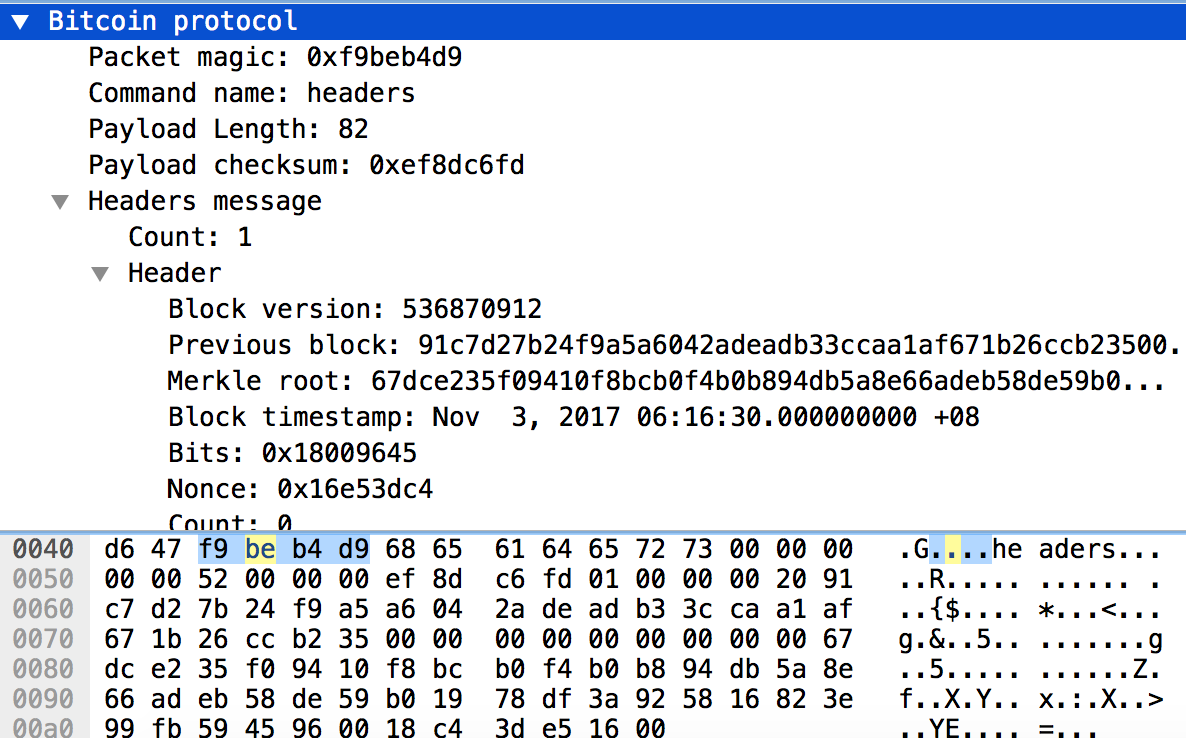 Bitcoin protocol
Packet magic: 0xf9beb4d9
Command name: headers
Payload Length: 82
Payload checksum: 0xef8dc6fd
Headers message
Count: 1
Header
Block version: 536870912
Previous block: 91c7d27b24f9a5a6042adeadb33ccaa1af671b26ccb23500.
Merkle root: 67dce235f09410f8bcb0f4b0b894db5a8e66adeb58de59b0...
Block timestamp: Nov  3, 2017 06:16:30.000000000 +08
Bits: 0x18009645
Nonce: 0x16e53dc4
Count: 0
0040 d6 47 f9 be b4 d9 68 65 61 64 65 72 73 00 00 00 .G....he aders...
0050 00 00 52 00 00 00 ef 8d c6 fd 01 00 00 00 20 91 ..R..... ...... .
0060 c7 d2 7b 24 f9 a5 a6 04 2a de ad b3 3c ca a1 af ..{$.... *...<...
0070 67 1b 26 cc b2 35 00 00 00 00 00 00 00 00 00 67 g.&..5.. .......g
0080 dc e2 35 f0 94 10 f8 bc b0 f4 b0 b8 94 db 5a 8e ..5..... ......Z.
0090 66 ad eb 58 de 59 b0 19 78 df 3a 92 58 16 82 3e f..X.Y.. x.:.X..>
00a0 99 fb 59 45 96 00 18 c4 3d e5 16 00 ..YE.... =...